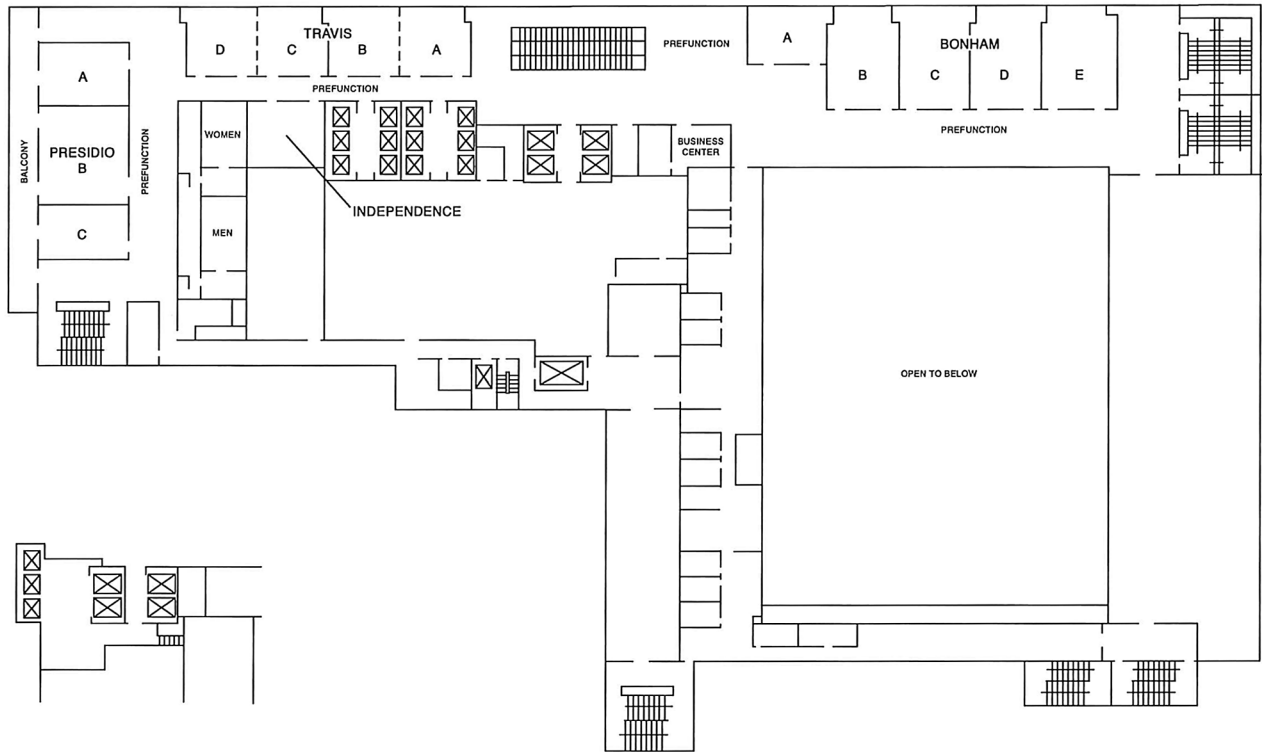 TRAVIS
D
C
B
A
PREFUNCTION
PREFUNCTION
A
BONHAM
B
C
D
E
PREFUNCTION
A
PRESIDIO
B
C
BALCONY
PREFUNCTION
WOMEN
MEN
INDEPENDENCE
BUSINESS
CENTER
OPEN TO BELOW